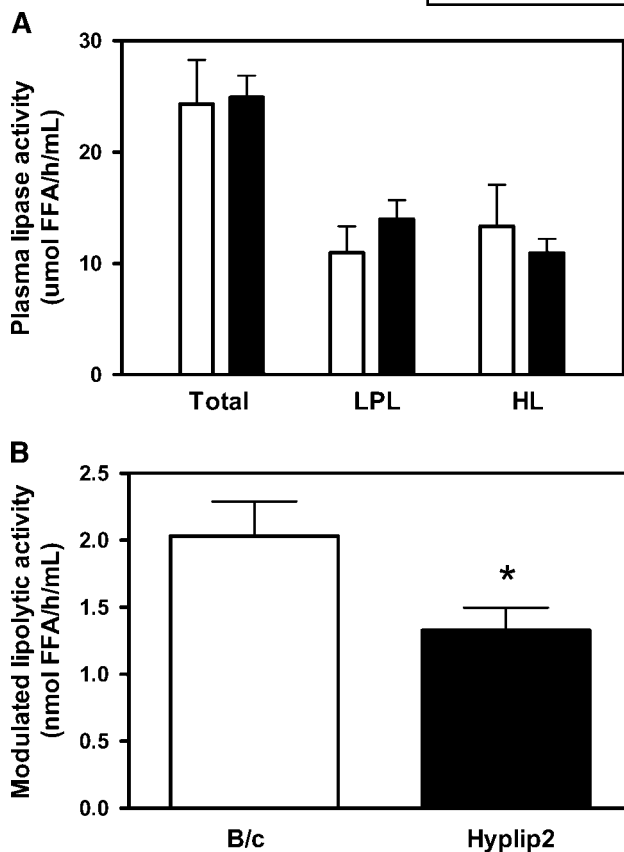 A
Plasma lipase activity
(umol FFA/h/mL)
30
20
10
0
Total LPL HL
B
Modulated lipolytic activity
(nmol FFA/h/mL)
2.5
2.0
1.5
1.0
0.5
0.0
*
B/c Hyplip2